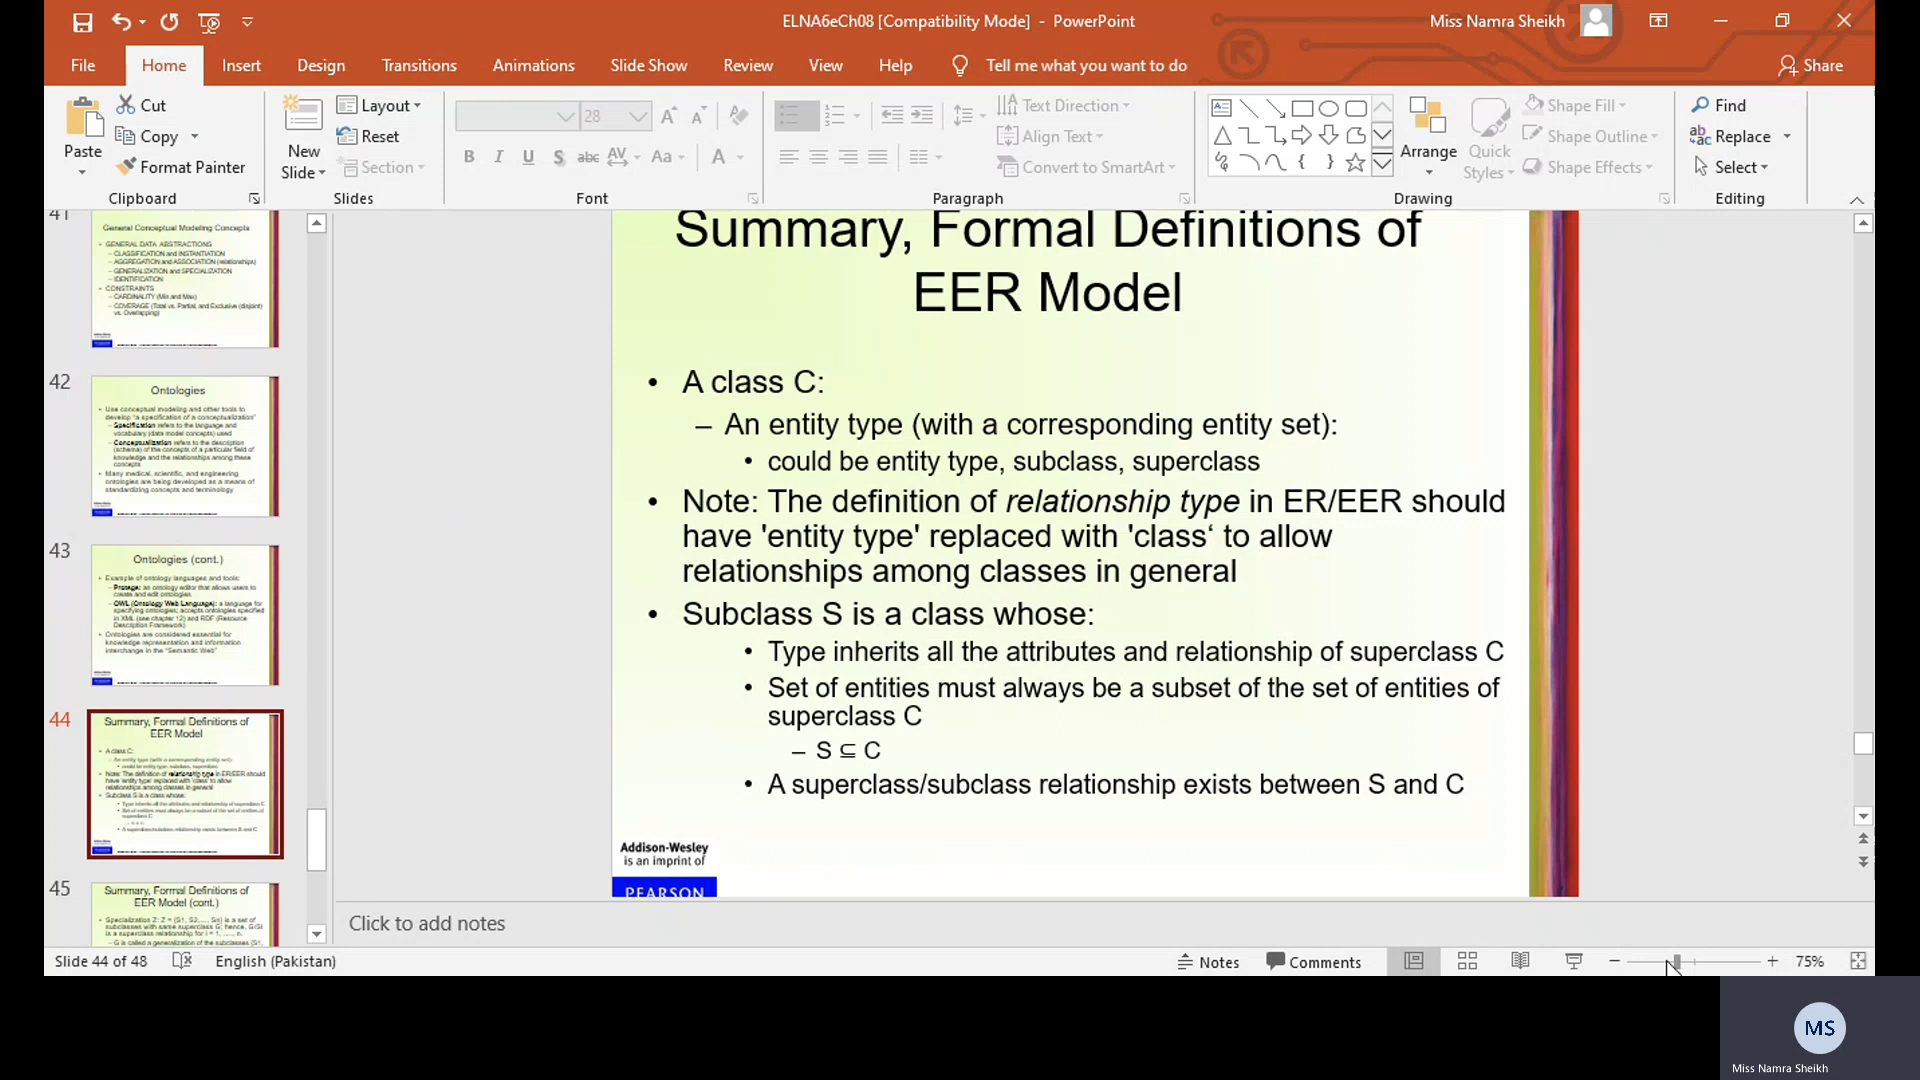 ELNA6eCh08 [Compatibility Mode] - PowerPoint
Miss Namra Sheikh
File Home Insert Design Transitions Animations Slide Show Review View Help Tell me what you want to do Share
Paste
Cut
Copy
Format Painter
Clipboard
New Slide
Layout
Reset
Section
Slides
28
B I U S abc AV Aa A
Font
Text Direction
Align Text
Convert to SmartArt
Paragraph
Arrange
Quick Styles
Shape Fill
Shape Outline
Shape Effects
Drawing
Find
Replace
Select
Editing
41
General Conceptual Modeling Concepts
• GENERAL DATA ABSTRACTIONS
– CLASSIFICATION and INSTANTIATION
– AGGREGATION and ASSOCIATION (relationships)
– GENERALIZATION and SPECIALIZATION
– IDENTIFICATION
• CONSTRAINTS
– CARDINALITY (Min and Max)
– COVERAGE (Total vs. Partial, and Exclusive (disjoint)
vs. Overlapping)
42
Ontologies
• Use conceptual modeling and other tools to
develop "a specification of a conceptualization"
– Specification refers to the language and
vocabulary (data model concepts) used
– Conceptualization refers to the description
(schema) of the concepts of a particular field of
knowledge and the relationships among these
concepts
• Many medical, scientific, and engineering
ontologies are being developed as a means of
standardizing concepts and terminology
43
Ontologies (cont.)
• Example of ontology languages and tools:
– Protege: an ontology editor that allows users to
create and edit ontologies
– OWL (Ontology Web Language): a language for
specifying ontologies; accepts ontologies specified
in XML (see chapter 12) and RDF (Resource
Description Framework)
• Ontologies are considered essential for
knowledge representation and information
interchange in the "Semantic Web"
44
Summary, Formal Definitions of
EER Model
• A class C:
– An entity type (with a corresponding entity set):
• could be entity type, subclass, superclass
• Note: The definition of relationship type in ER/EER should
have 'entity type' replaced with 'class' to allow
relationships among classes in general
• Subclass S is a class whose:
• Type inherits all the attributes and relationship of superclass C
• Set of entities must always be a subset of the set of entities of
superclass C
– S ⊆ C
• A superclass/subclass relationship exists between S and C
45
Summary, Formal Definitions of
EER Model (cont.)
• Specialization Z: Z = {S1, S2,…, Sn} is a set of
subclasses with same superclass G; hence, G/Si
is a superclass relationship for i = 1, …., n.
– G is called a generalization of the subclasses {S1,
Summary, Formal Definitions of
EER Model
• A class C:
– An entity type (with a corresponding entity set):
• could be entity type, subclass, superclass
• Note: The definition of relationship type in ER/EER should
have 'entity type' replaced with 'class‘ to allow
relationships among classes in general
• Subclass S is a class whose:
• Type inherits all the attributes and relationship of superclass C
• Set of entities must always be a subset of the set of entities of
superclass C
– S ⊆ C
• A superclass/subclass relationship exists between S and C
Addison-Wesley
is an imprint of
PEARSON
Click to add notes
Slide 44 of 48 English (Pakistan) Notes Comments 75%
MS
Miss Namra Sheikh